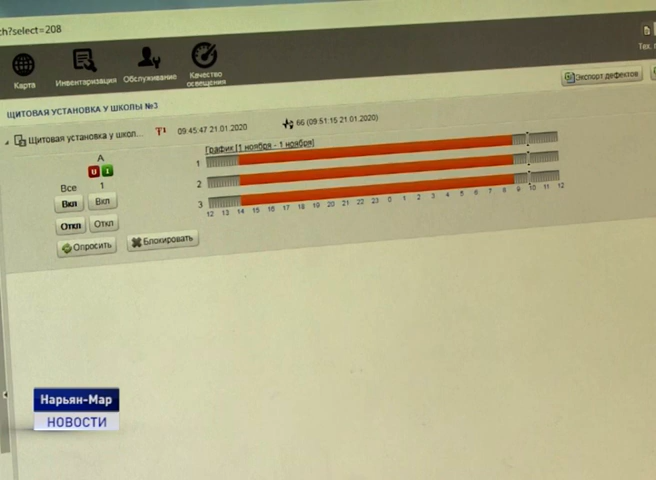 ch?select=208
Карта
Инвентаризация
Обслуживание
Качество освещения
Тех.
Экспорт дефектов
ЩИТОВАЯ УСТАНОВКА У ШКОЛЫ №3
Щитовая установка у школ...
09:45:47 21.01.2020
66 (09:51:15 21.01.2020)
График [1 ноября - 1 ноября]
А
U 1
Все 1
Вкл Вкл
Откл Откл
Опросить
Блокировать
1
2
3
12 13 14 15 16 17 18 19 20 21 22 23 0 1 2 3 4 5 6 7 8 9 10 11 12
Нарьян-Мар
НОВОСТИ